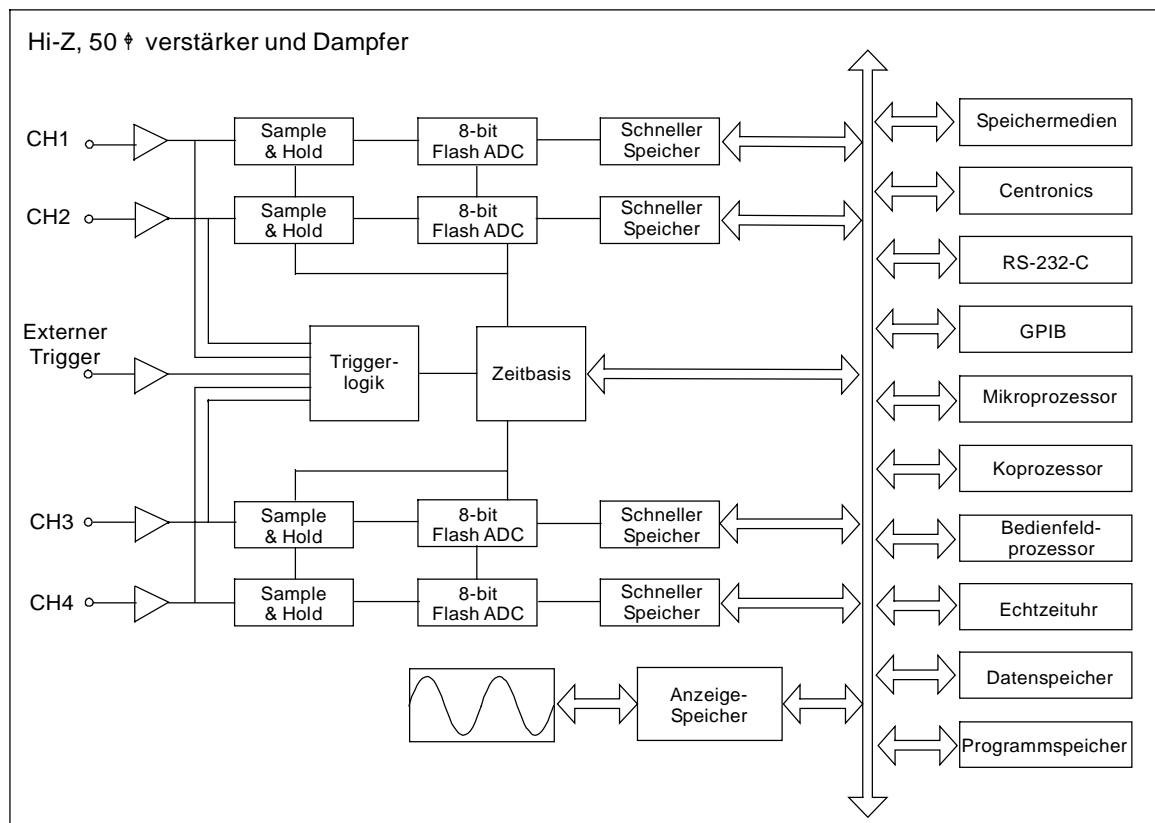 Hi-Z, 50 ⌽ verstärker und Dampfer
CH1
Sample
& Hold
8-bit
Flash ADC
Schneller
Speicher
CH2
Sample
& Hold
8-bit
Flash ADC
Schneller
Speicher
Externer
Trigger
Trigger-
logik
Zeitbasis
CH3
Sample
& Hold
8-bit
Flash ADC
Schneller
Speicher
CH4
Sample
& Hold
8-bit
Flash ADC
Schneller
Speicher
Anzeige-
Speicher
Speichermedien
Centronics
RS-232-C
GPIB
Mikroprozessor
Koprozessor
Bedienfeld-
prozessor
Echtzeituhr
Datenspeicher
Programmspeicher